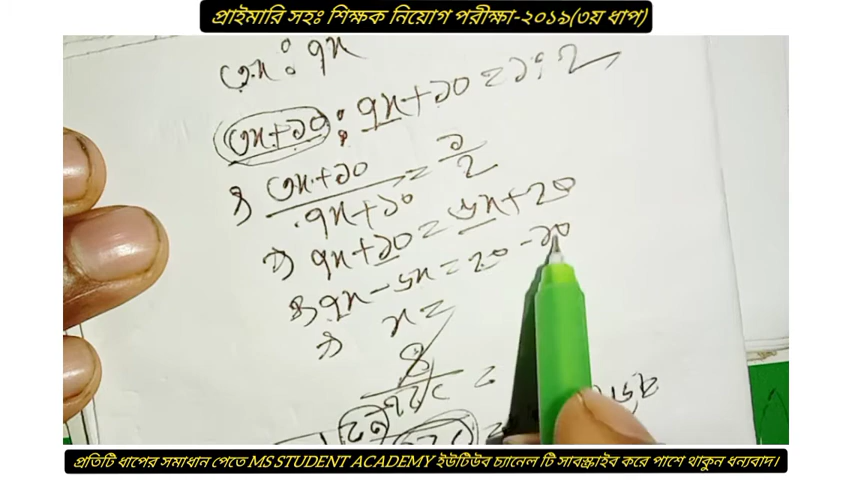 প্রাইমারি সহঃ শিক্ষক নিয়োগ পরীক্ষা-২০১৯(৩য় ধাপ)
৩x : ৭x
৩x+১০ : ৭x+১০ = ১ : ২
⇒ ৩x+১০ / ৭x+১০ = ১/২
⇒ ৭x+১০ = ৬x+২০
⇒ ৭x-৬x = ২০-১০
⇒ x =
প্রতিটি ধাপের সমাধান পেতে MS STUDENT ACADEMY ইউটিউব চ্যানেল টি সাবস্ক্রাইব করে পাশে থাকুন ধন্যবাদ।